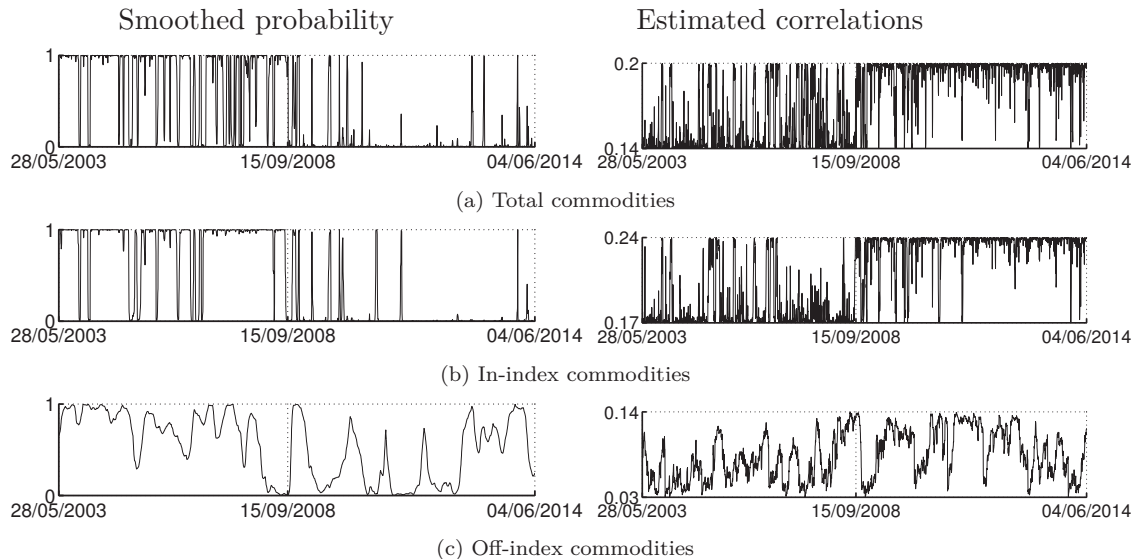 Smoothed probability
Estimated correlations
1
0
28/05/2003 15/09/2008 04/06/2014
0.2
0.14
28/05/2003 15/09/2008 04/06/2014
(a) Total commodities
1
0
28/05/2003 15/09/2008 04/06/2014
0.24
0.17
28/05/2003 15/09/2008 04/06/2014
(b) In-index commodities
1
0
28/05/2003 15/09/2008 04/06/2014
0.14
0.03
28/05/2003 15/09/2008 04/06/2014
(c) Off-index commodities